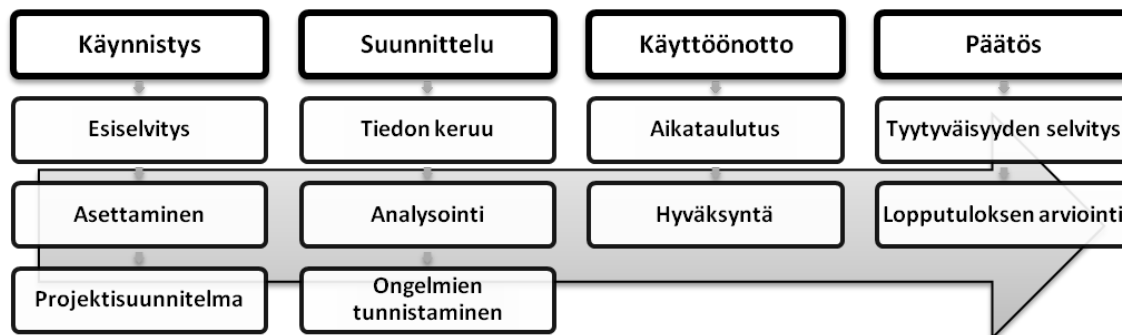 Käynnistys
Esiselvitys
Asettaminen
Projektisuunnitelma
Suunnittelu
Tiedon keruu
Analysointi
Ongelmien
tunnistaminen
Käyttöönotto
Aikataulutus
Hyväksyntä
Päätös
Tyytyväisyyden selvitys
Lopputuloksen arviointi